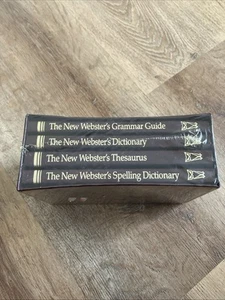 The New Webster's Grammar Guide
The New Webster's Dictionary
The New Webster's Thesaurus
The New Webster's Spelling Dictionary